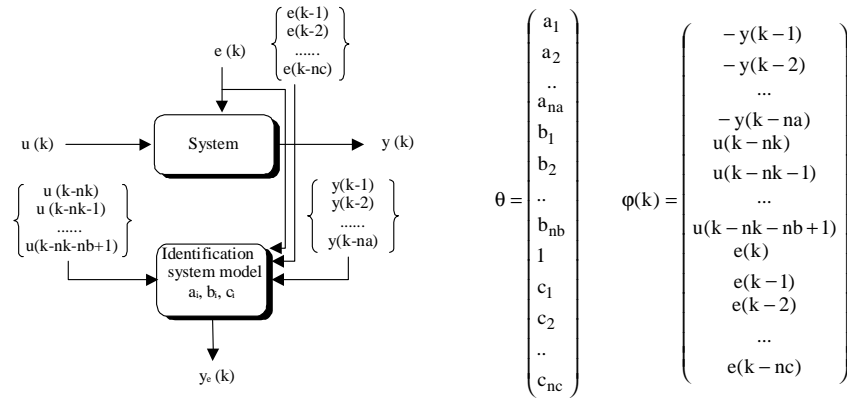 e (k)
e(k-1)
e(k-2)
......
e(k-nc)
u (k)
System
y (k)
u (k-nk)
u (k-nk-1)
......
u(k-nk-nb+1)
y(k-1)
y(k-2)
......
y(k-na)
Identification
system model
aᵢ, bᵢ, cᵢ
yₑ (k)
θ =
a₁
a₂
..
aₙₐ
b₁
b₂
..
b_nb
1
c₁
c₂
..
c_nc
φ(k) =
− y(k − 1)
− y(k − 2)
...
− y(k − na)
u(k − nk)
u(k − nk − 1)
...
u(k − nk − nb + 1)
e(k)
e(k − 1)
e(k − 2)
...
e(k − nc)